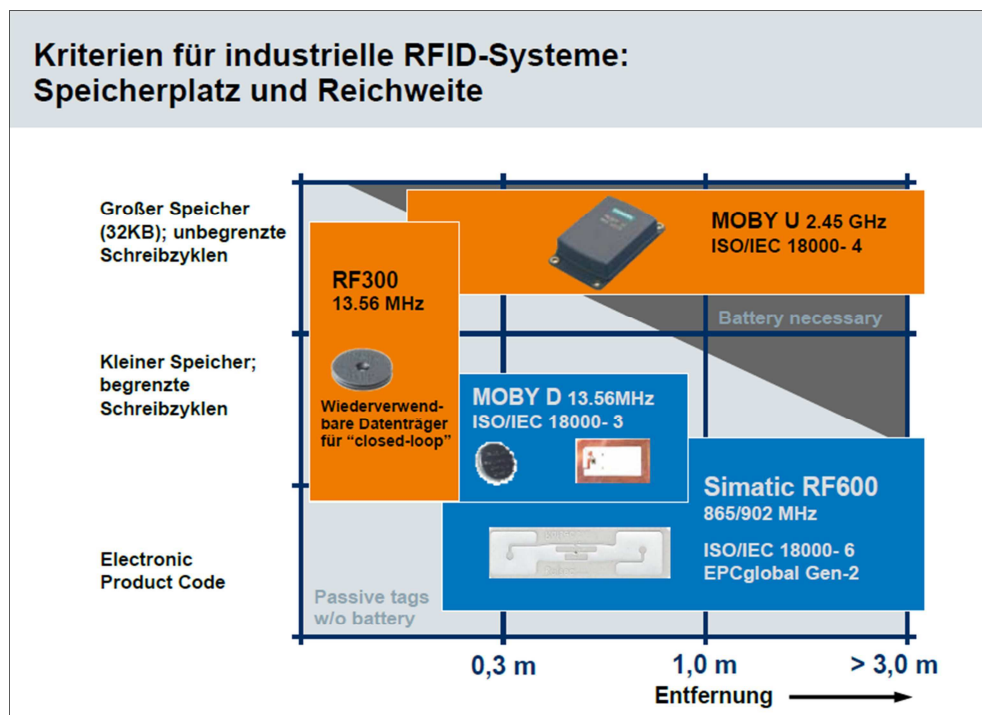 Kriterien für industrielle RFID-Systeme:
Speicherplatz und Reichweite
Großer Speicher
(32KB); unbegrenzte
Schreibzyklen
MOBY U 2.45 GHz
ISO/IEC 18000- 4
RF300
13.56 MHz
Battery necessary
Kleiner Speicher;
begrenzte
Schreibzyklen
Wiederverwend-
bare Datenträger
für "closed-loop"
MOBY D 13.56MHz
ISO/IEC 18000- 3
Simatic RF600
865/902 MHz
ISO/IEC 18000- 6
EPCglobal Gen-2
Electronic
Product Code
Passive tags
w/o battery
0,3 m
1,0 m
> 3,0 m
Entfernung